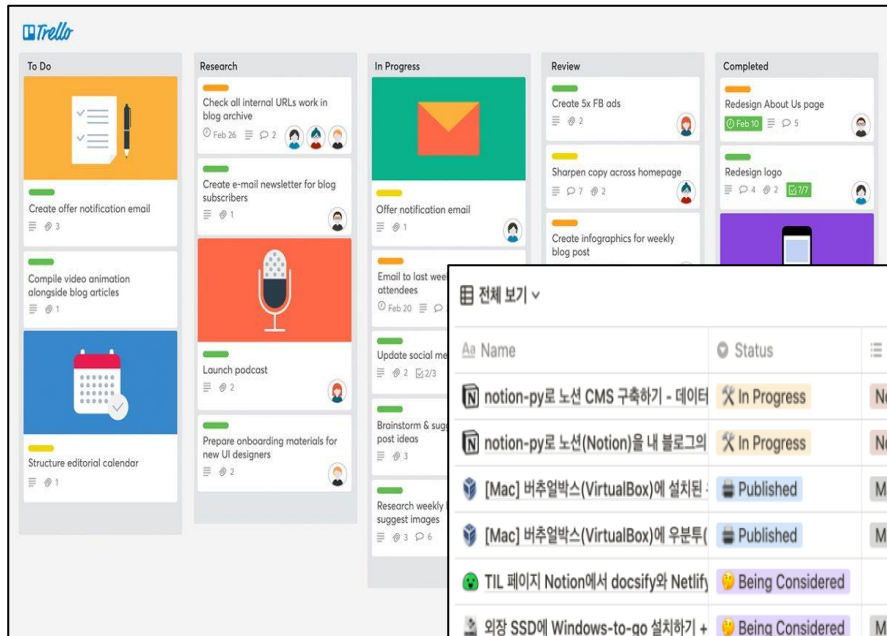 Trello
To Do
Create offer notification email
3
Compile video animation
alongside blog articles
1
Structure editorial calendar
1
Research
Check all internal URLs work in
blog archive
Feb 26 2
Create e-mail newsletter for blog
subscribers
1
Launch podcast
2
Prepare onboarding materials for
new UI designers
2
In Progress
Offer notification email
1
Email to last
attendees
Feb 20
Update social
2 2/3
Brainstorm &
post ideas
3
Research weekly
suggest images
3 6
Review
Create 5x FB ads
2
Sharpen copy across homepage
7 2
Create infographics for weekly
blog post
Completed
Redesign About Us page
Feb 10 5
Redesign logo
4 2 7/7
전체 보기
Aa Name Status
notion-py로 노션 CMS 구축하기 - 데이터 In Progress
notion-py로 노션(Notion)을 내 블로그의 In Progress
[Mac] 버추얼박스(VirtualBox)에 설치된 Published
[Mac] 버추얼박스(VirtualBox)에 우분투( Published
TIL 페이지 Notion에서 docsify와 Netlify Being Considered
외장 SSD에 Windows-to-go 설치하기 + Being Considered